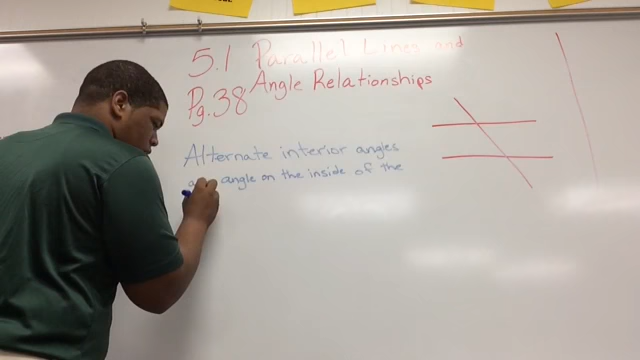 5.1 Parallel Lines and
Pg.38 Angle Relationships
Alternate interior angles
angle on the inside of the